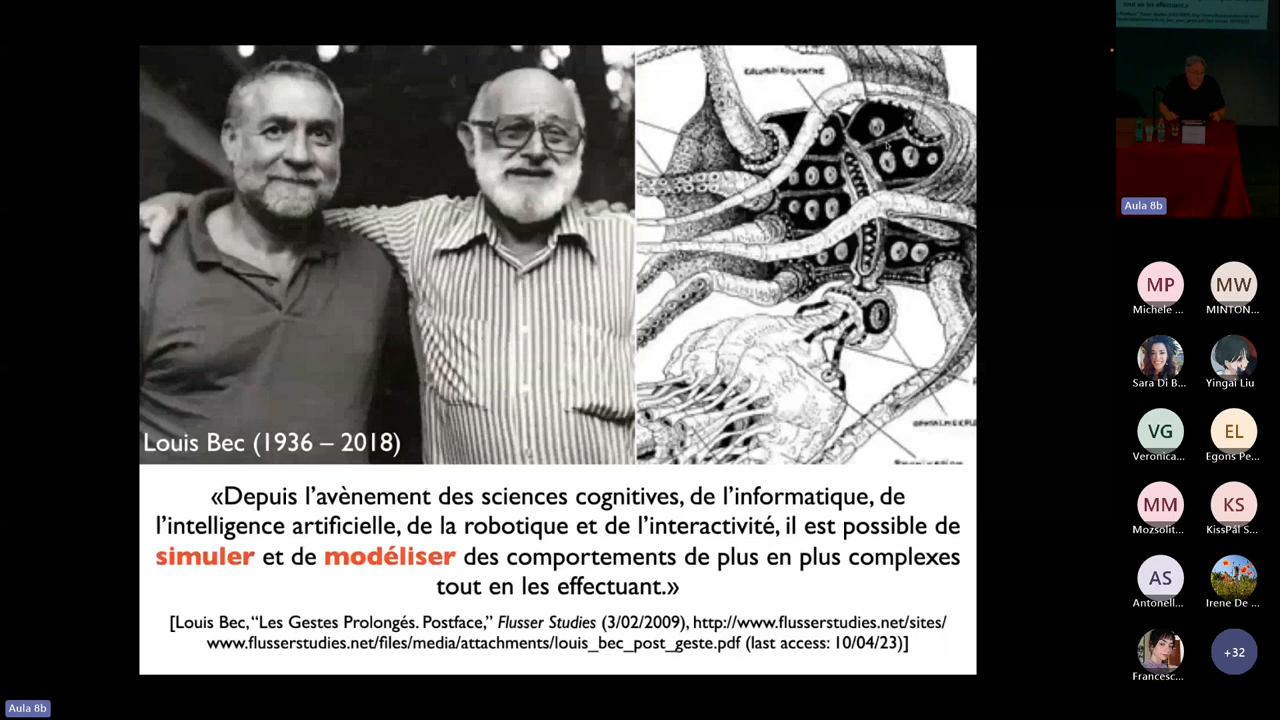 COLUMBIKOGNATHE
Louis Bec (1936 – 2018)
«Depuis l'avènement des sciences cognitives, de l'informatique, de
l'intelligence artificielle, de la robotique et de l'interactivité, il est possible de
simuler et de modéliser des comportements de plus en plus complexes
tout en les effectuant.»
[Louis Bec, “Les Gestes Prolongés. Postface,” Flusser Studies (3/02/2009), http://www.flusserstudies.net/sites/
www.flusserstudies.net/files/media/attachments/louis_bec_post_geste.pdf (last access: 10/04/23)]
tout en les effectuant.
Aula 8b
MP
Michele ...
MW
MINTON...
Sara Di B...
Yingai Liu
VG
Veronica...
EL
Egons Pe...
MM
Mozsolit...
KS
KissPál S...
AS
Antonell...
Irene De ...
Francesc...
+32
Aula 8b